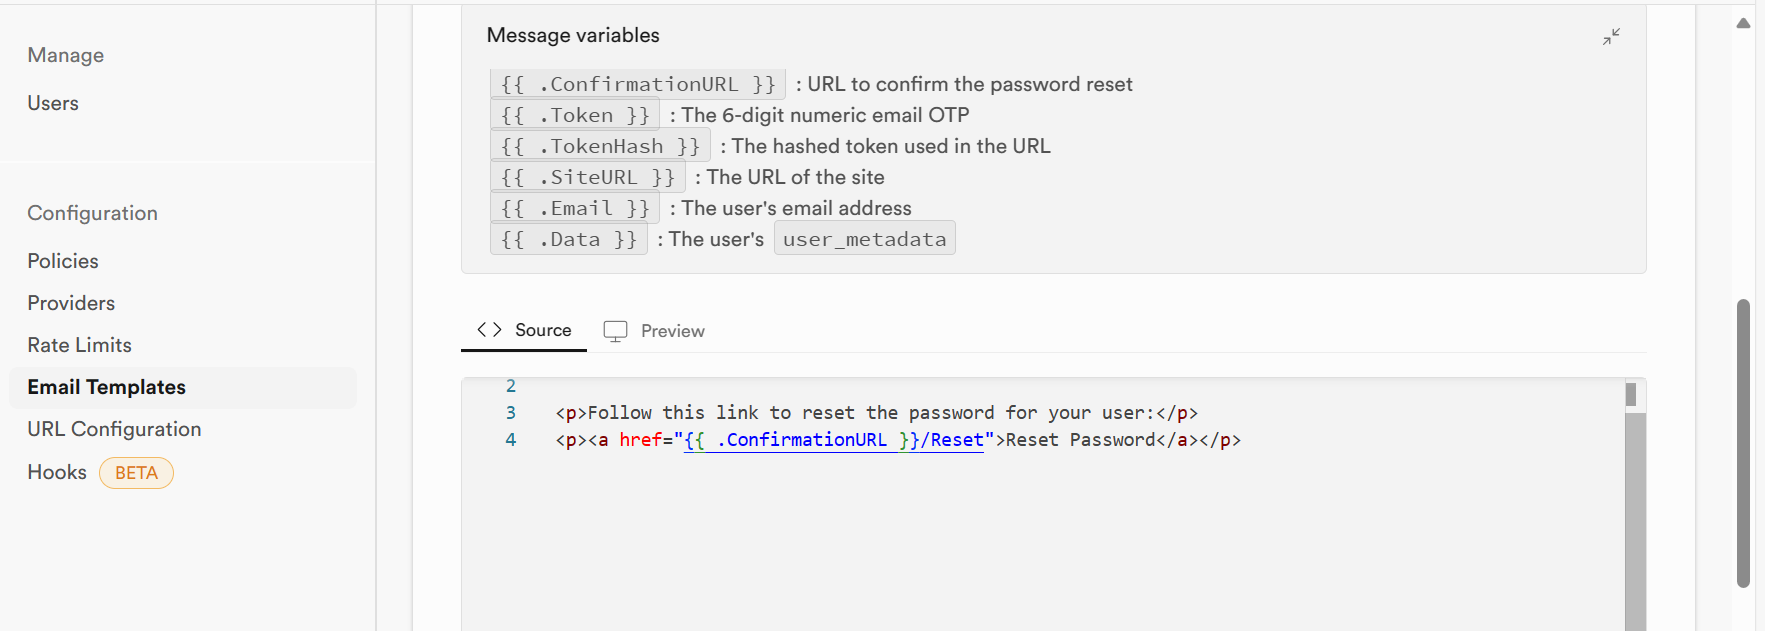 Manage
Users
Configuration
Policies
Providers
Rate Limits
Email Templates
URL Configuration
Hooks BETA
Message variables
{{ .ConfirmationURL }} : URL to confirm the password reset
{{ .Token }} : The 6-digit numeric email OTP
{{ .TokenHash }} : The hashed token used in the URL
{{ .SiteURL }} : The URL of the site
{{ .Email }} : The user's email address
{{ .Data }} : The user's user_metadata
<> Source Preview
2
3 <p>Follow this link to reset the password for your user:</p>
4 <p><a href="{{ .ConfirmationURL }}/Reset">Reset Password</a></p>